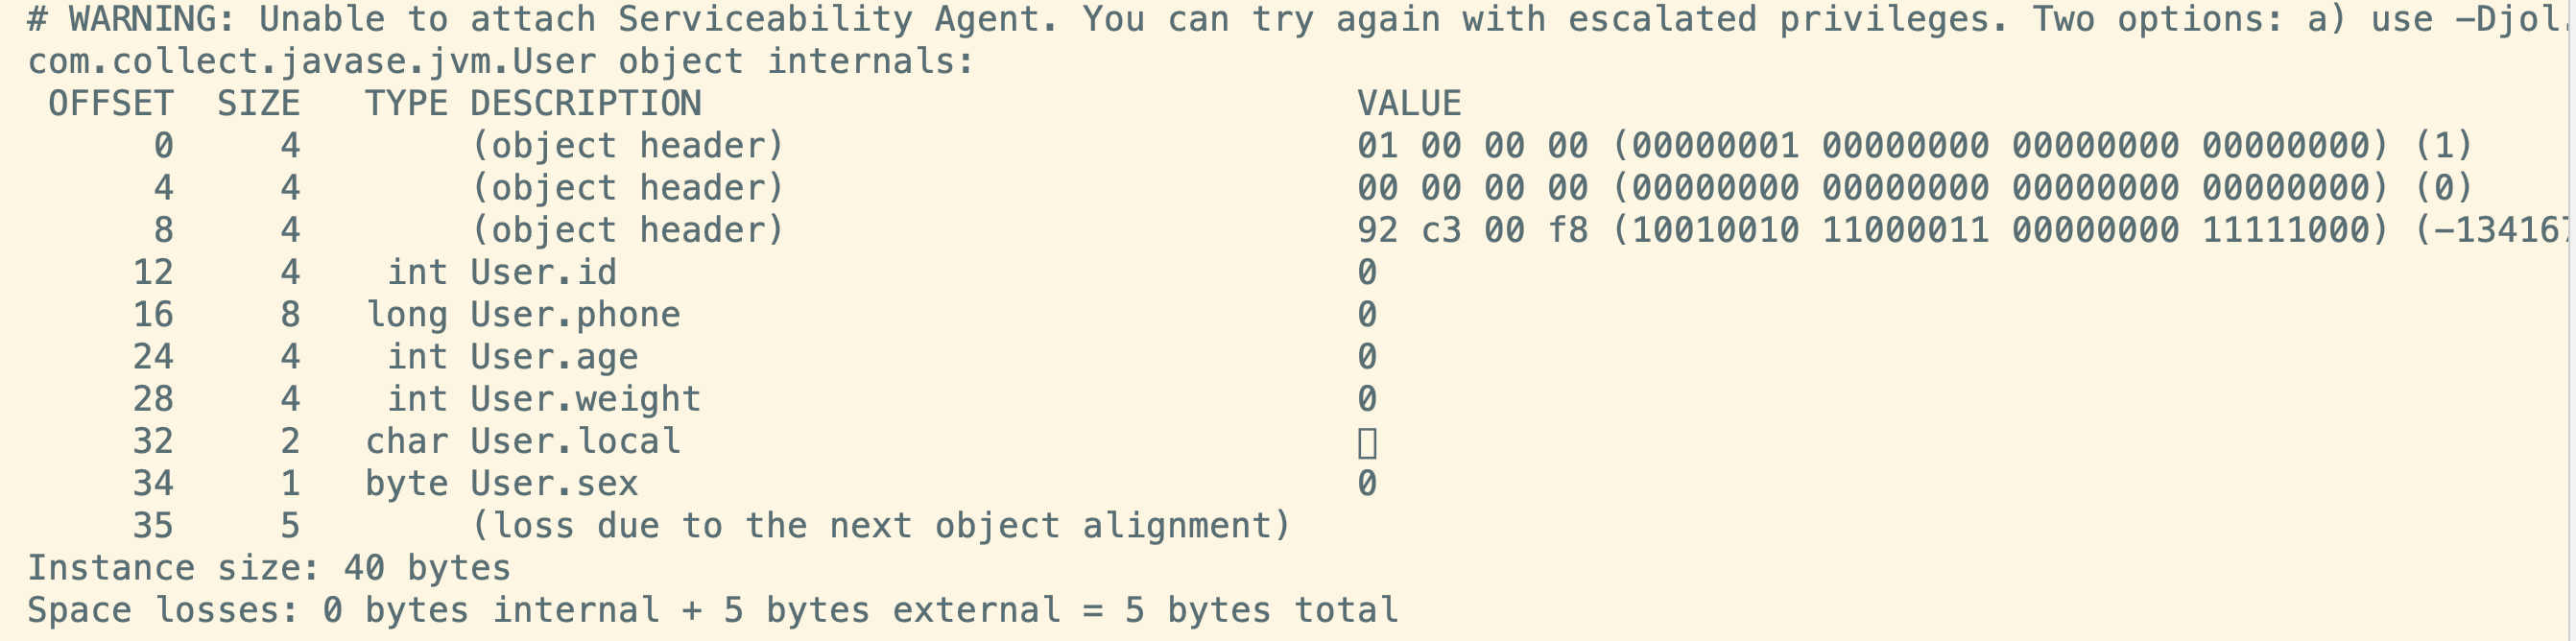 # WARNING: Unable to attach Serviceability Agent. You can try again with escalated privileges. Two options: a) use -Djol.
com.collect.javase.jvm.User object internals:
 OFFSET  SIZE   TYPE DESCRIPTION                               VALUE
      0     4        (object header)                           01 00 00 00 (00000001 00000000 00000000 00000000) (1)
      4     4        (object header)                           00 00 00 00 (00000000 00000000 00000000 00000000) (0)
      8     4        (object header)                           92 c3 00 f8 (10010010 11000011 00000000 11111000) (-134167
     12     4    int User.id                                   0
     16     8   long User.phone                                0
     24     4    int User.age                                  0
     28     4    int User.weight                               0
     32     2   char User.local                                
     34     1   byte User.sex                                  0
     35     5        (loss due to the next object alignment)
Instance size: 40 bytes
Space losses: 0 bytes internal + 5 bytes external = 5 bytes total